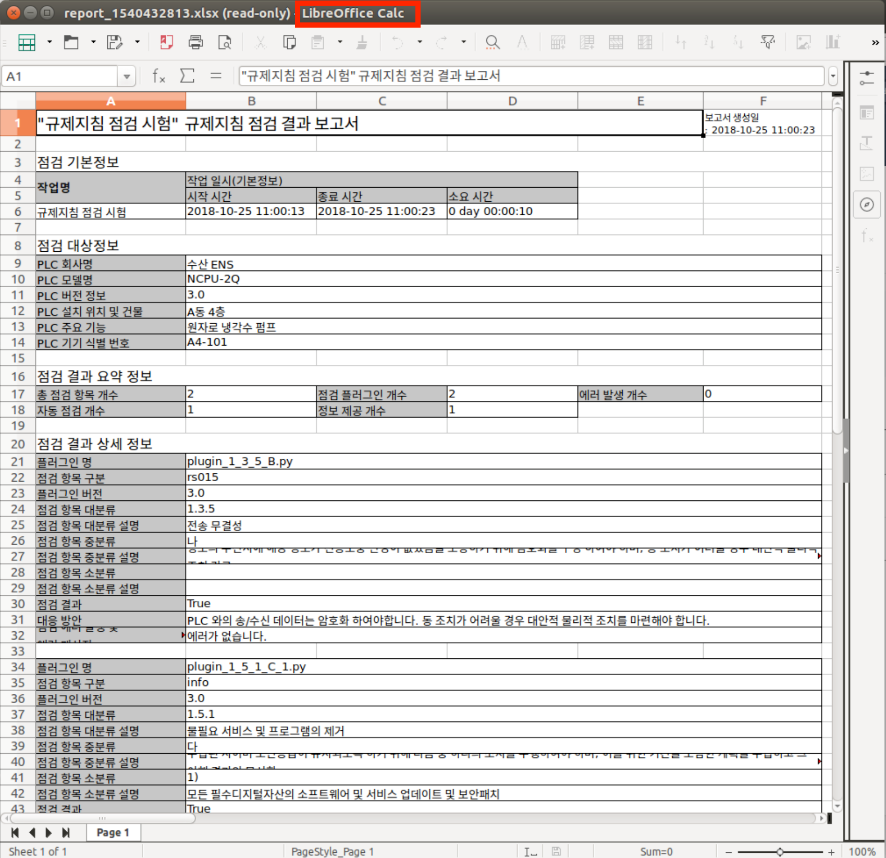 report_1540432813.xlsx (read-only) - LibreOffice Calc
A1 "규제지침 점검 시험" 규제지침 점검 결과 보고서
A B C D E F
1 "규제지침 점검 시험" 규제지침 점검 결과 보고서 보고서 생성일
: 2018-10-25 11:00:23
2
3 점검 기본정보
4 작업명 작업 일시(기본정보)
5 시작 시간 종료 시간 소요 시간
6 규제지침 점검 시험 2018-10-25 11:00:13 2018-10-25 11:00:23 0 day 00:00:10
7
8 점검 대상정보
9 PLC 회사명 수산 ENS
10 PLC 모델명 NCPU-2Q
11 PLC 버전 정보 3.0
12 PLC 설치 위치 및 건물 A동 4층
13 PLC 주요 기능 원자로 냉각수 펌프
14 PLC 기기 식별 번호 A4-101
15
16 점검 결과 요약 정보
17 총 점검 항목 개수 2 점검 플러그인 개수 2 에러 발생 개수 0
18 자동 점검 개수 1 정보 제공 개수 1
19
20 점검 결과 상세 정보
21 플러그인 명 plugin_1_3_5_B.py
22 점검 항목 구분 rs015
23 플러그인 버전 3.0
24 점검 항목 대분류 1.3.5
25 점검 항목 대분류 설명 전송 무결성
26 점검 항목 중분류 나
27 점검 항목 중분류 설명
28 점검 항목 소분류
29 점검 항목 소분류 설명
30 점검 결과 True
31 대응 방안 PLC 와의 송/수신 데이터는 암호화 하여야합니다. 동 조치가 어려울 경우 대안적 물리적 조치를 마련해야 합니다.
32 에러가 없습니다.
33
34 플러그인 명 plugin_1_5_1_C_1.py
35 점검 항목 구분 info
36 플러그인 버전 3.0
37 점검 항목 대분류 1.5.1
38 점검 항목 대분류 설명 불필요 서비스 및 프로그램의 제거
39 점검 항목 중분류 다
40 점검 항목 중분류 설명
41 점검 항목 소분류 1)
42 점검 항목 소분류 설명 모든 필수디지털자산의 소프트웨어 및 서비스 업데이트 및 보안패치
43 점검 결과 True
Page 1
Sheet 1 of 1 PageStyle_Page 1 Sum=0 100%